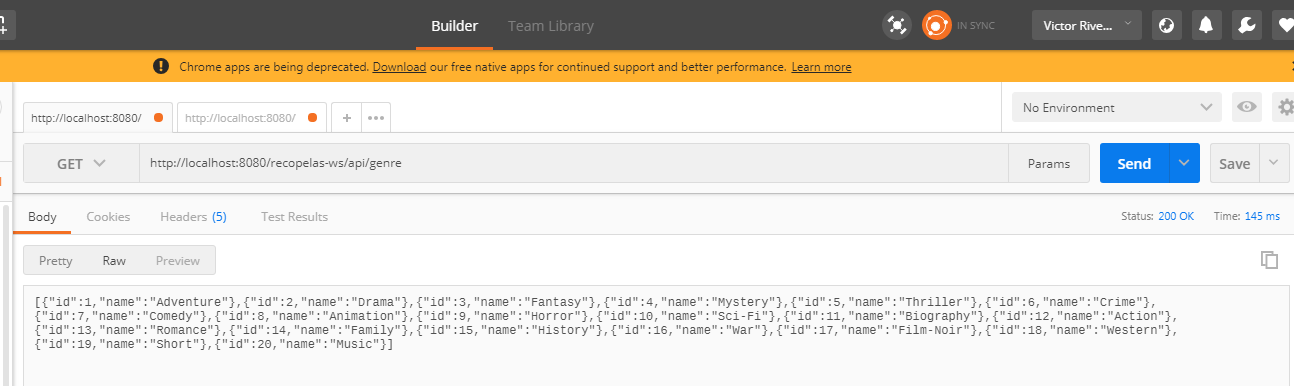 Builder
Team Library
IN SYNC
Victor Rive...
Chrome apps are being deprecated. Download our free native apps for continued support and better performance. Learn more
http://localhost:8080/
http://localhost:8080/
No Environment
GET
http://localhost:8080/recopelas-ws/api/genre
Params
Send
Save
Body
Cookies
Headers (5)
Test Results
Status: 200 OK
Time: 145 ms
Pretty
Raw
Preview
[{"id":1,"name":"Adventure"},{"id":2,"name":"Drama"},{"id":3,"name":"Fantasy"},{"id":4,"name":"Mystery"},{"id":5,"name":"Thriller"},{"id":6,"name":"Crime"},
{"id":7,"name":"Comedy"},{"id":8,"name":"Animation"},{"id":9,"name":"Horror"},{"id":10,"name":"Sci-Fi"},{"id":11,"name":"Biography"},{"id":12,"name":"Action"},
{"id":13,"name":"Romance"},{"id":14,"name":"Family"},{"id":15,"name":"History"},{"id":16,"name":"War"},{"id":17,"name":"Film-Noir"},{"id":18,"name":"Western"},
{"id":19,"name":"Short"},{"id":20,"name":"Music"}]